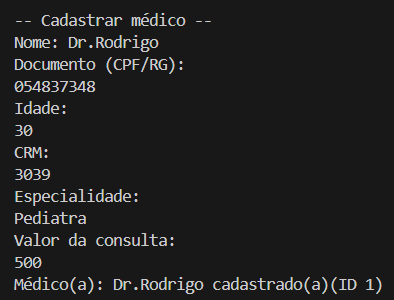 -- Cadastrar médico --
Nome: Dr.Rodrigo
Documento (CPF/RG):
054837348
Idade:
30
CRM:
3039
Especialidade:
Pediatra
Valor da consulta:
500
Médico(a): Dr.Rodrigo cadastrado(a)(ID 1)